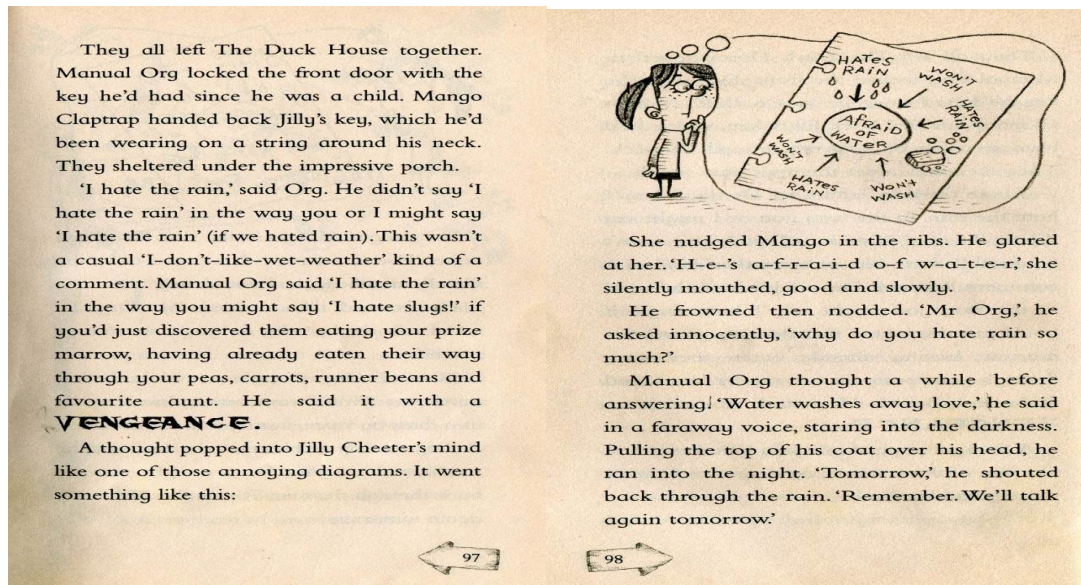 They all left The Duck House together.
Manual Org locked the front door with the
key he'd had since he was a child. Mango
Claptrap handed back Jilly's key, which he'd
been wearing on a string around his neck.
They sheltered under the impressive porch.
'I hate the rain,' said Org. He didn't say 'I
hate the rain' in the way you or I might say
'I hate the rain' (if we hated rain). This wasn't
a casual 'I-don't-like-wet-weather' kind of a
comment. Manual Org said 'I hate the rain'
in the way you might say 'I hate slugs!' if
you'd just discovered them eating your prize
marrow, having already eaten their way
through your peas, carrots, runner beans and
favourite aunt. He said it with a
VENGEANCE.
A thought popped into Jilly Cheeter's mind
like one of those annoying diagrams. It went
something like this:
97
HATES
RAIN
WON'T
WASH
HATES
RAIN
AFRAID
OF
WATER
WON'T
WASH
HATES
RAIN
WON'T
WASH
She nudged Mango in the ribs. He glared
at her. 'H-e-'s a-f-r-a-i-d o-f w-a-t-e-r,' she
silently mouthed, good and slowly.
He frowned then nodded. 'Mr Org,' he
asked innocently, 'why do you hate rain so
much?'
Manual Org thought a while before
answering. 'Water washes away love,' he said
in a faraway voice, staring into the darkness.
Pulling the top of his coat over his head, he
ran into the night. 'Tomorrow,' he shouted
back through the rain. 'Remember. We'll talk
again tomorrow.'
98